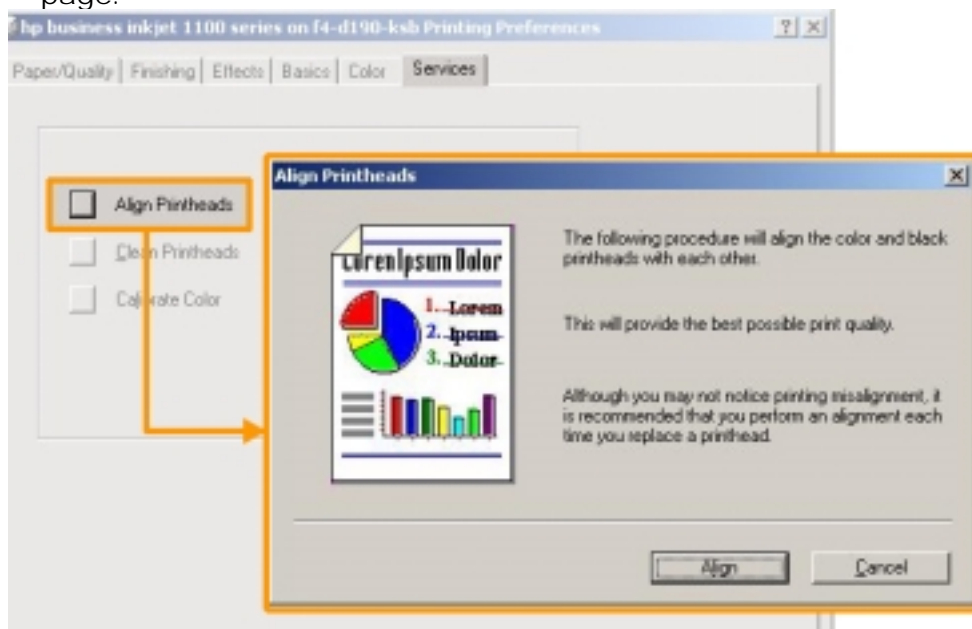 page.
hp business inkjet 1100 series on f4-d190-ksb Printing Preferences
Paper/Quality Finishing Effects Basics Color Services
Align Printheads
Clean Printheads
Calibrate Color
Align Printheads
The following procedure will align the color and black
printheads with each other.
This will provide the best possible print quality.
Although you may not notice printing misalignment, it
is recommended that you perform an alignment each
time you replace a printhead.
Lorem Ipsum Dolor
1. Lorem
2. Ipsum
3. Dolor
Align Cancel